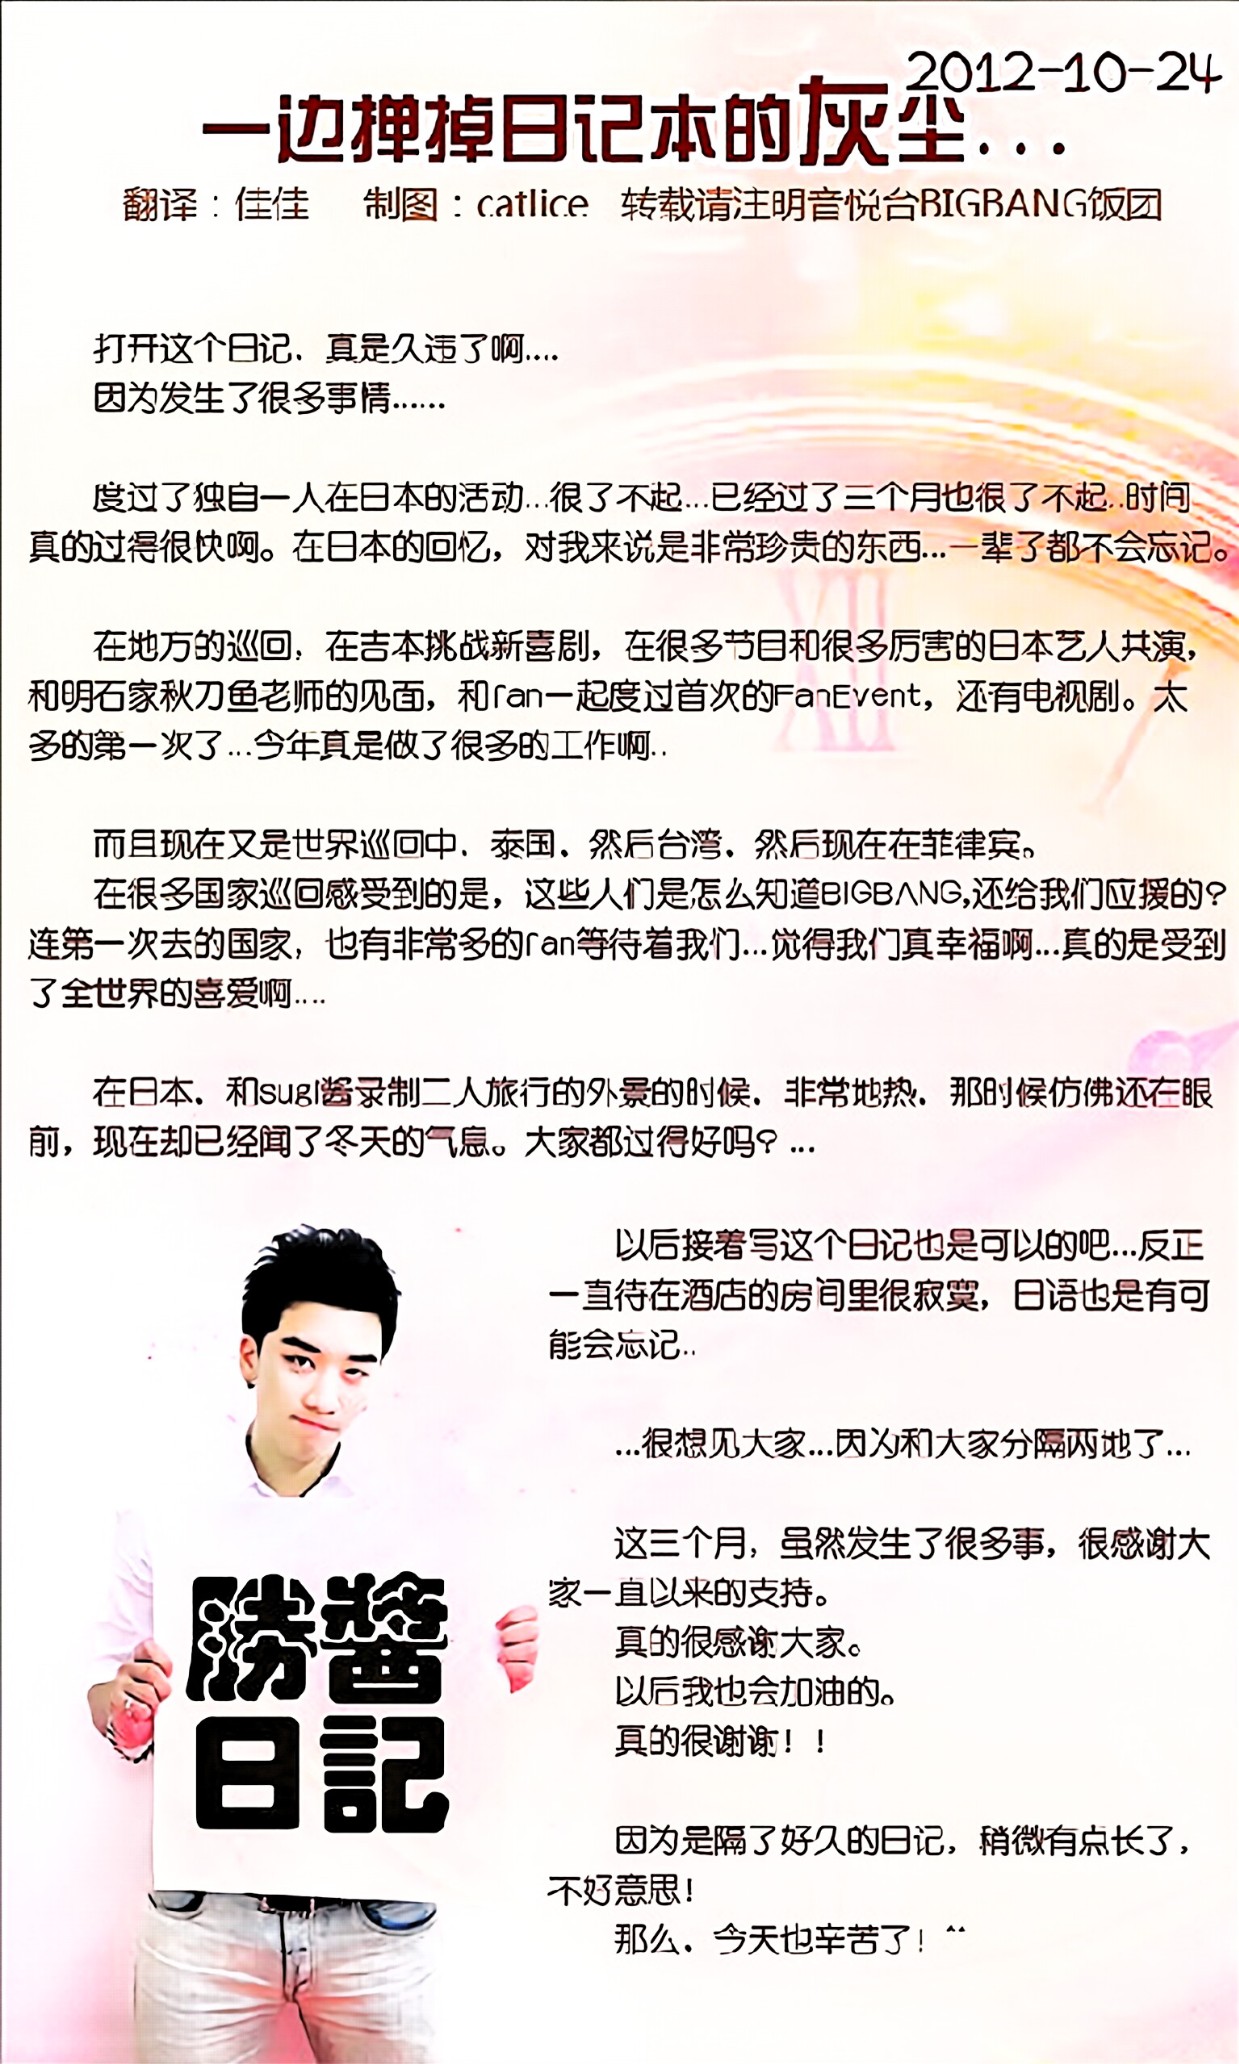 2012-10-24
一边掸掉日记本的灰尘...
翻译：佳佳 制图：catlice 转载请注明音悦台BIGBANG饭团
打开这个日记，真是久违了啊....
因为发生了很多事情......
度过了独自一人在日本的活动...很了不起...已经过了三个月也很了不起..时间
真的过得很快啊。在日本的回忆，对我来说是非常珍贵的东西...一辈子都不会忘记。
在地方的巡回，在吉本挑战新喜剧，在很多节目和很多厉害的日本艺人共演，
和明石家秋刀鱼老师的见面，和fan一起度过首次的FanEvent，还有电视剧。太
多的第一次了...今年真是做了很多的工作啊..
而且现在又是世界巡回中，泰国，然后台湾，然后现在在菲律宾。
在很多国家巡回感受到的是，这些人们是怎么知道BIGBANG,还给我们应援的？
连第一次去的国家，也有非常多的fan等待着我们...觉得我们真幸福啊...真的是受到
了全世界的喜爱啊....
在日本，和sugi酱录制二人旅行的外景的时候，非常地热，那时候仿佛还在眼
前，现在却已经闻了冬天的气息。大家都过得好吗？...
以后接着写这个日记也是可以的吧...反正
一直待在酒店的房间里很寂寞，日语也是有可
能会忘记..
...很想见大家...因为和大家分隔两地了...
这三个月，虽然发生了很多事，很感谢大
家一直以来的支持。
真的很感谢大家。
以后我也会加油的。
真的很谢谢！！
因为是隔了好久的日记，稍微有点长了，
不好意思！
那么，今天也辛苦了！^^
勝醬
日記
XII